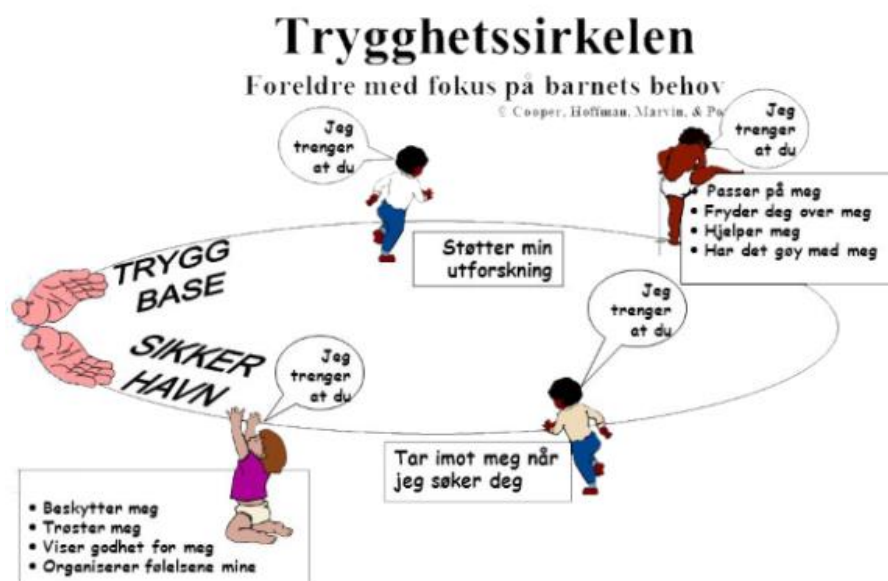 Trygghetssirkelen
Foreldre med fokus på barnets behov
© Cooper, Hoffman, Marvin, & Po
Jeg
trenger
at du
Jeg
trenger
at du
• Passer på meg
• Fryder deg over meg
• Hjelper meg
• Har det gøy med meg
Støtter min
utforskning
TRYGG
BASE
Jeg
trenger
at du
SIKKER
HAVN
Jeg
trenger
at du
Tar imot meg når
jeg søker deg
• Beskytter meg
• Trøster meg
• Viser godhet for meg
• Organiserer følelsene mine